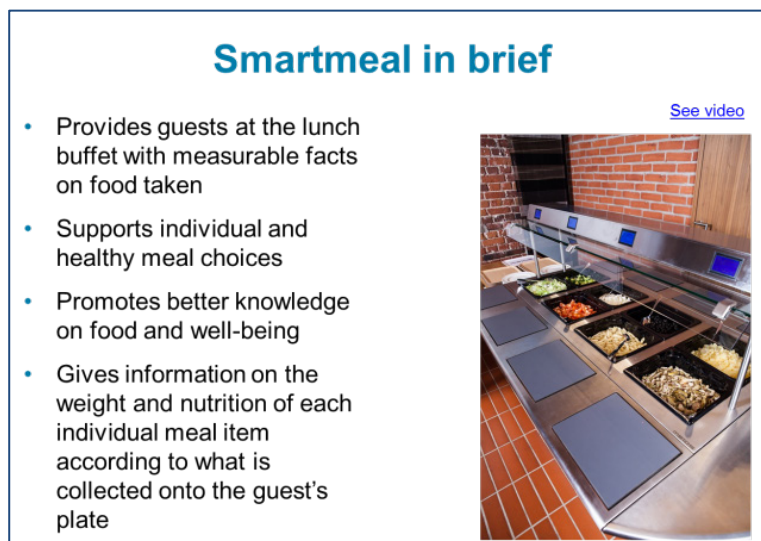 Smartmeal in brief
See video
• Provides guests at the lunch
buffet with measurable facts
on food taken
• Supports individual and
healthy meal choices
• Promotes better knowledge
on food and well-being
• Gives information on the
weight and nutrition of each
individual meal item
according to what is
collected onto the guest's
plate